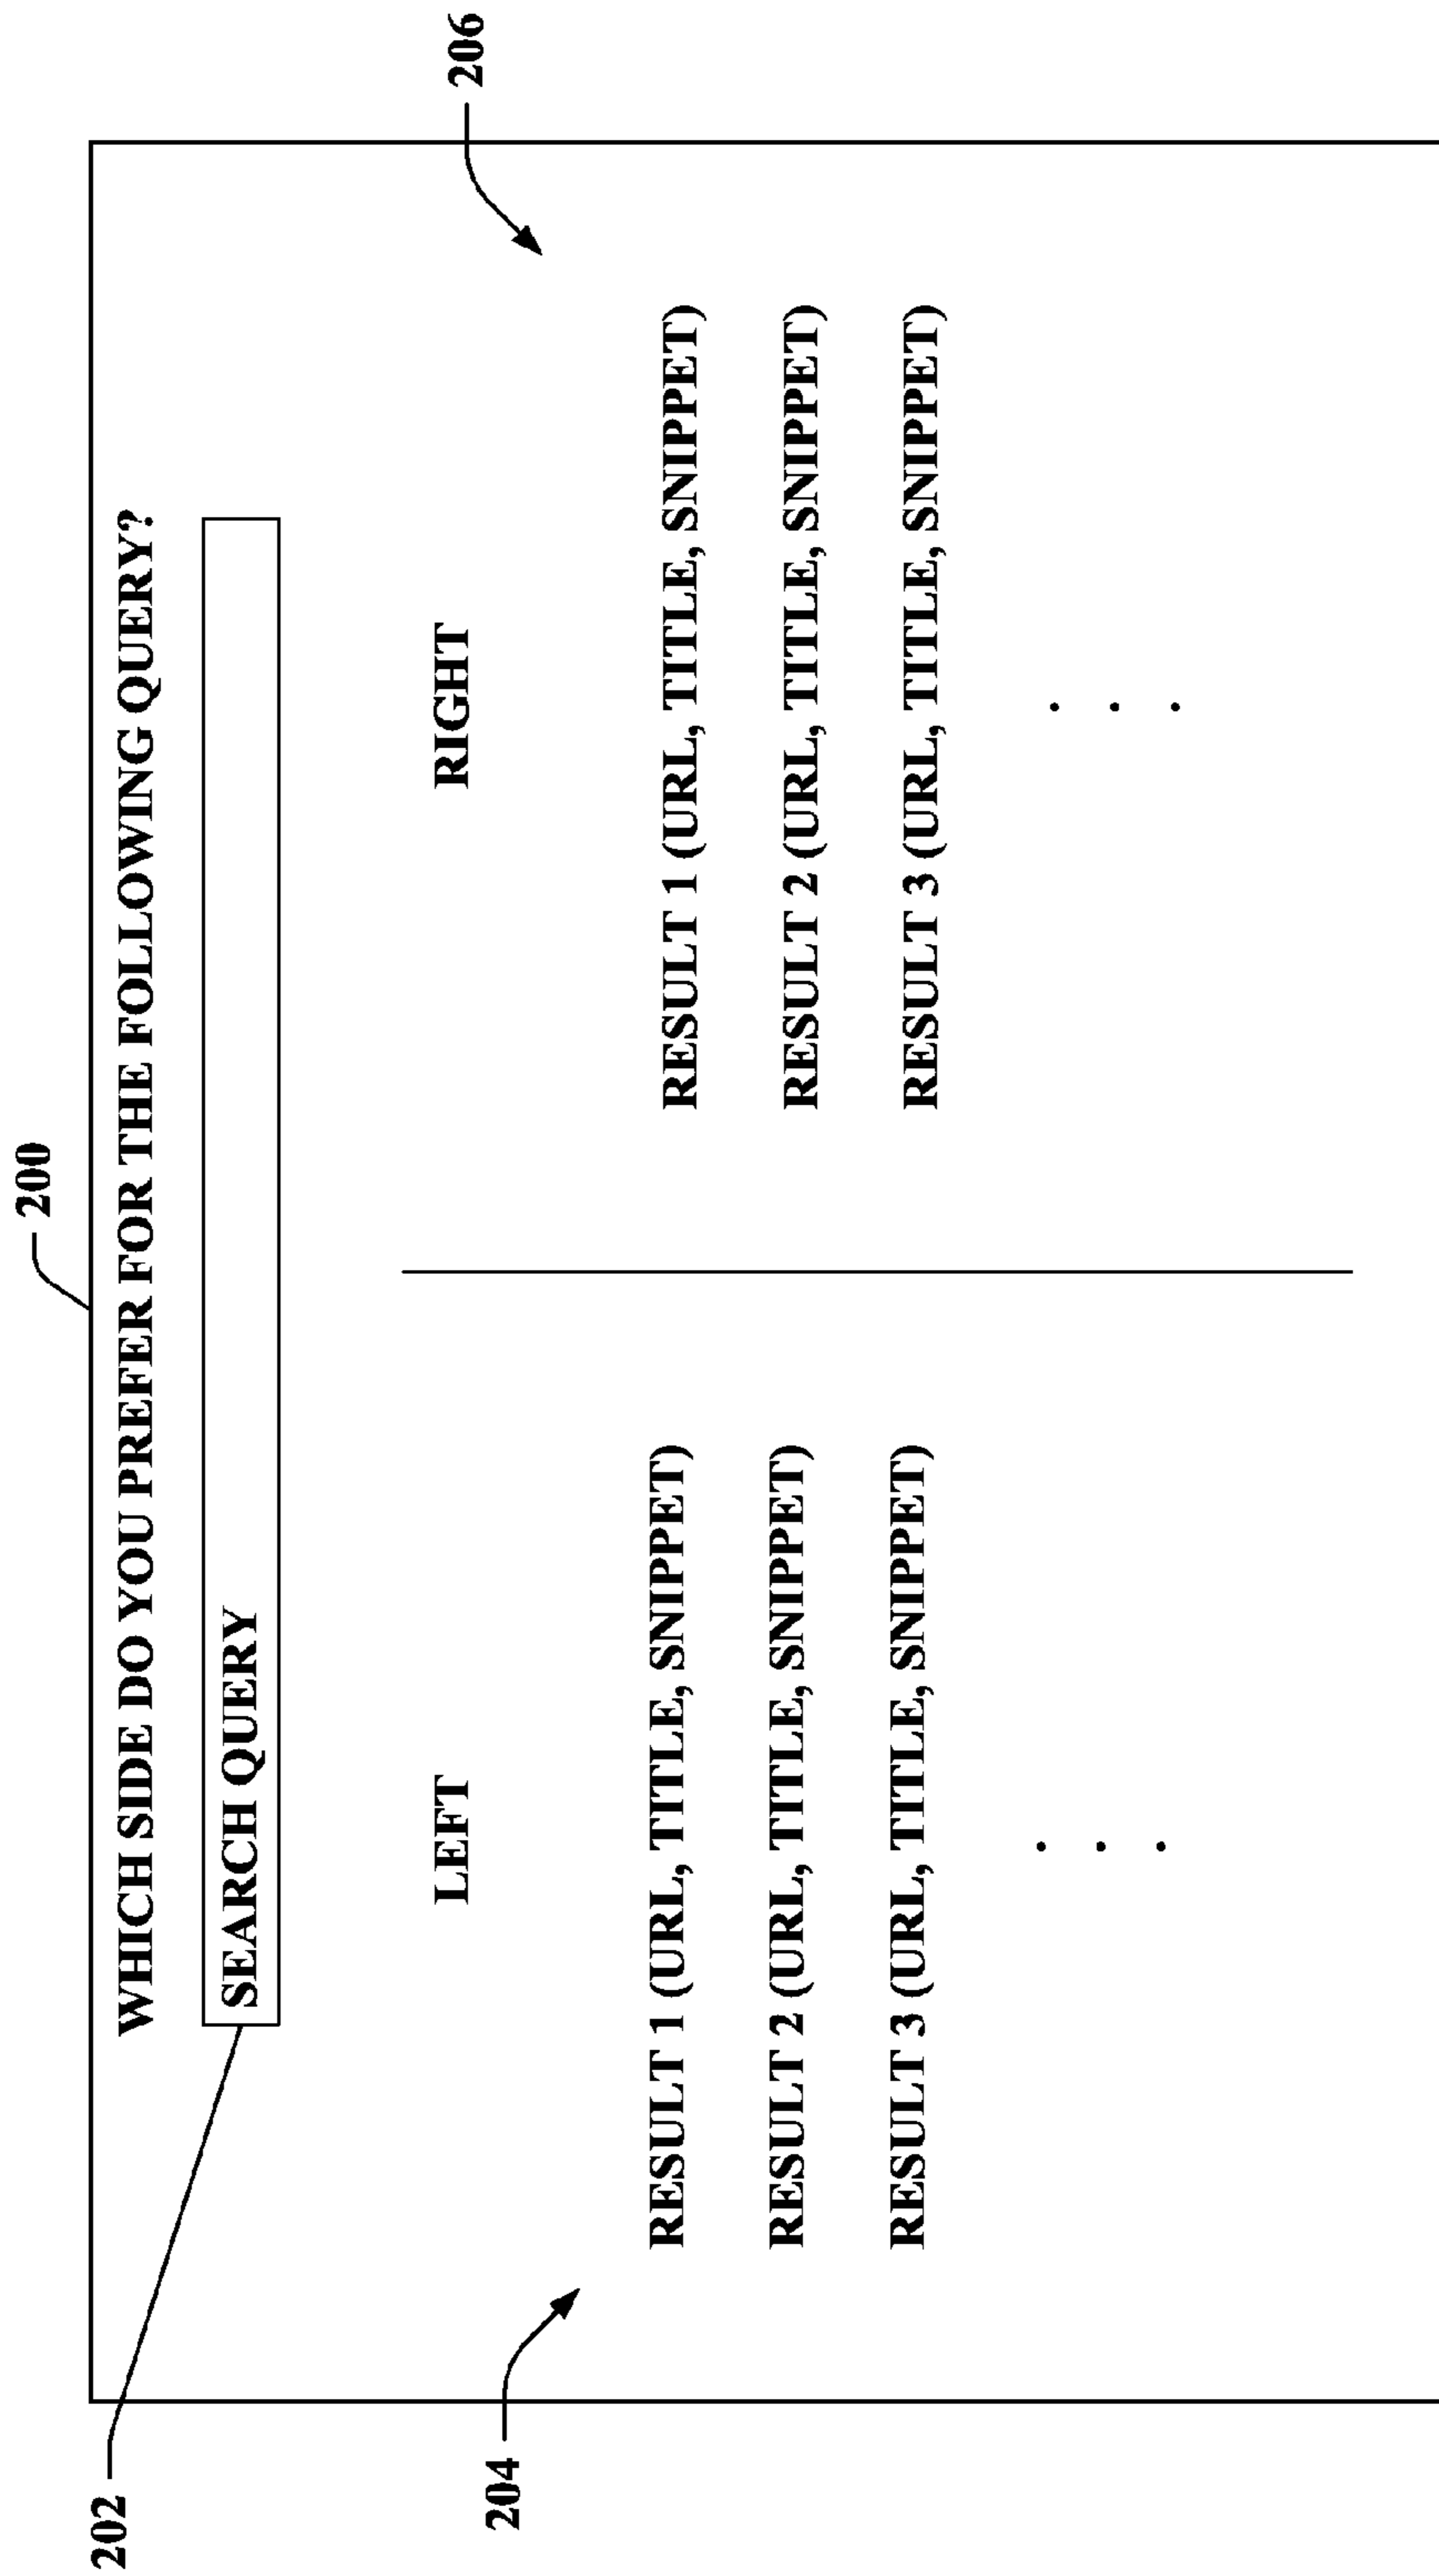 200
WHICH SIDE DO YOU PREFER FOR THE FOLLOWING QUERY?
202
SEARCH QUERY
LEFT
204
RESULT 1 (URL, TITLE, SNIPPET)
RESULT 2 (URL, TITLE, SNIPPET)
RESULT 3 (URL, TITLE, SNIPPET)
.
.
.
RIGHT
206
RESULT 1 (URL, TITLE, SNIPPET)
RESULT 2 (URL, TITLE, SNIPPET)
RESULT 3 (URL, TITLE, SNIPPET)
.
.
.